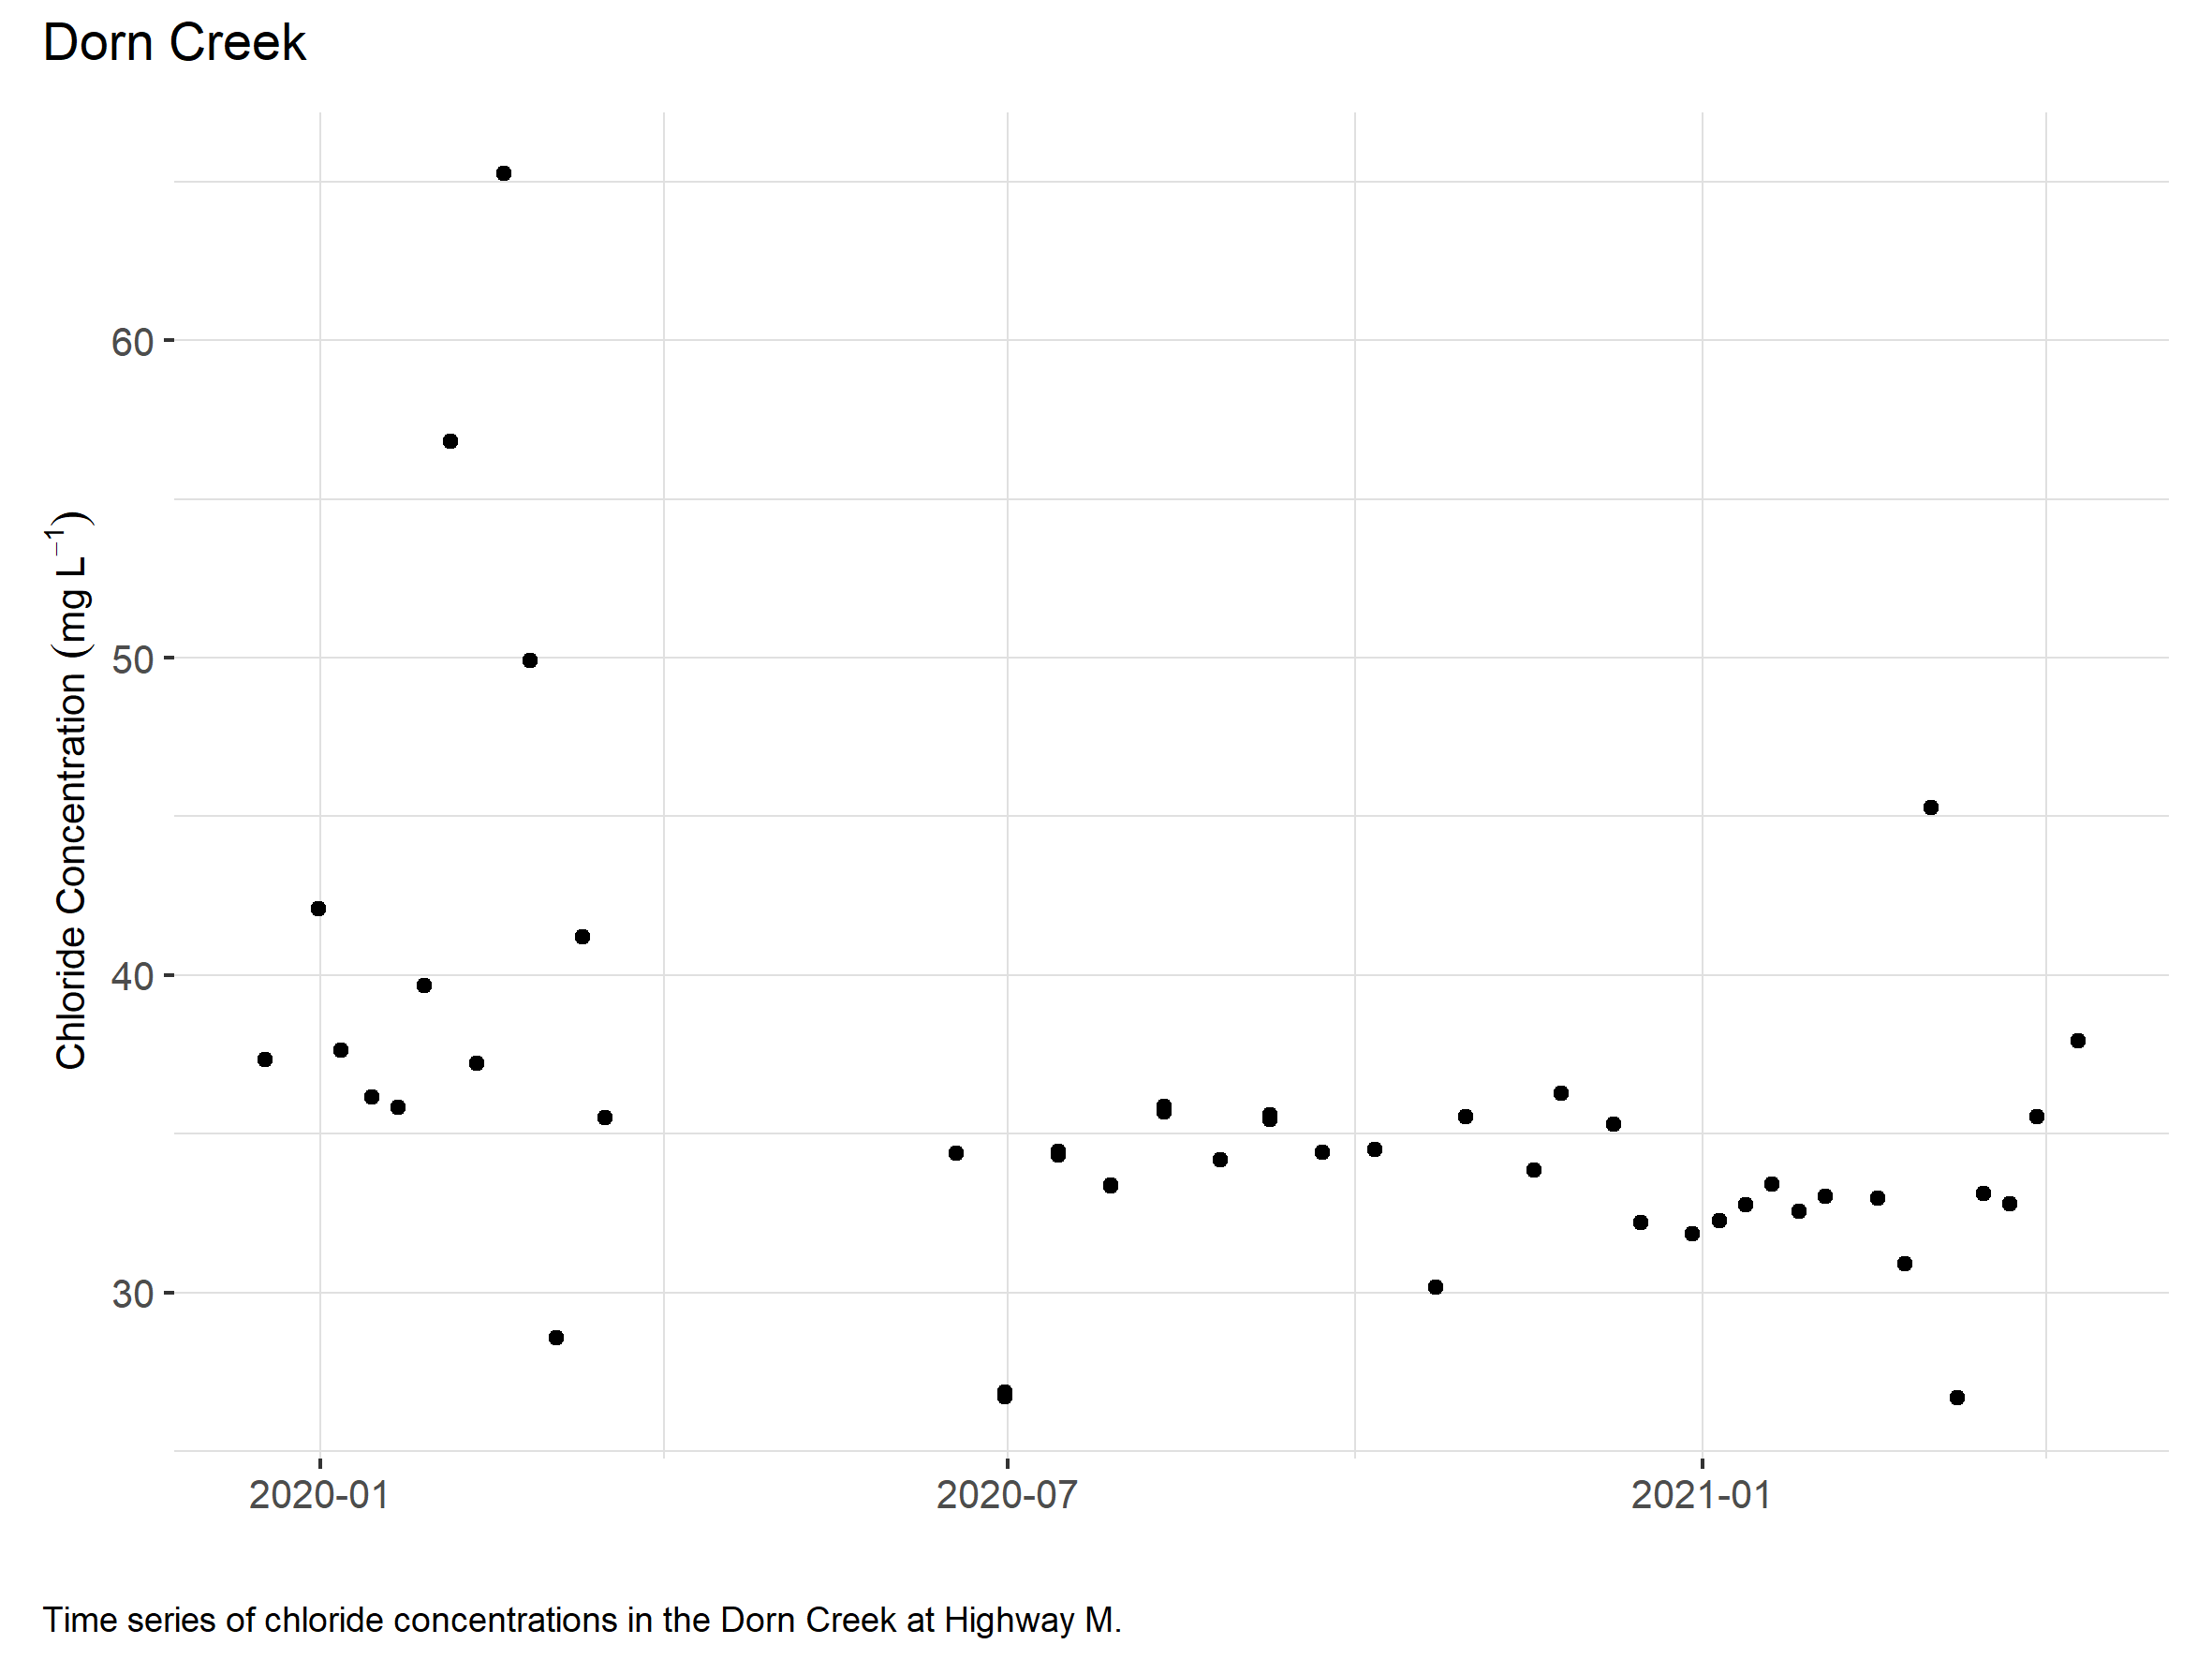 Dorn Creek
Chloride Concentration (mg L⁻¹)
60
50
40
30
2020-01 2020-07 2021-01
Time series of chloride concentrations in the Dorn Creek at Highway M.